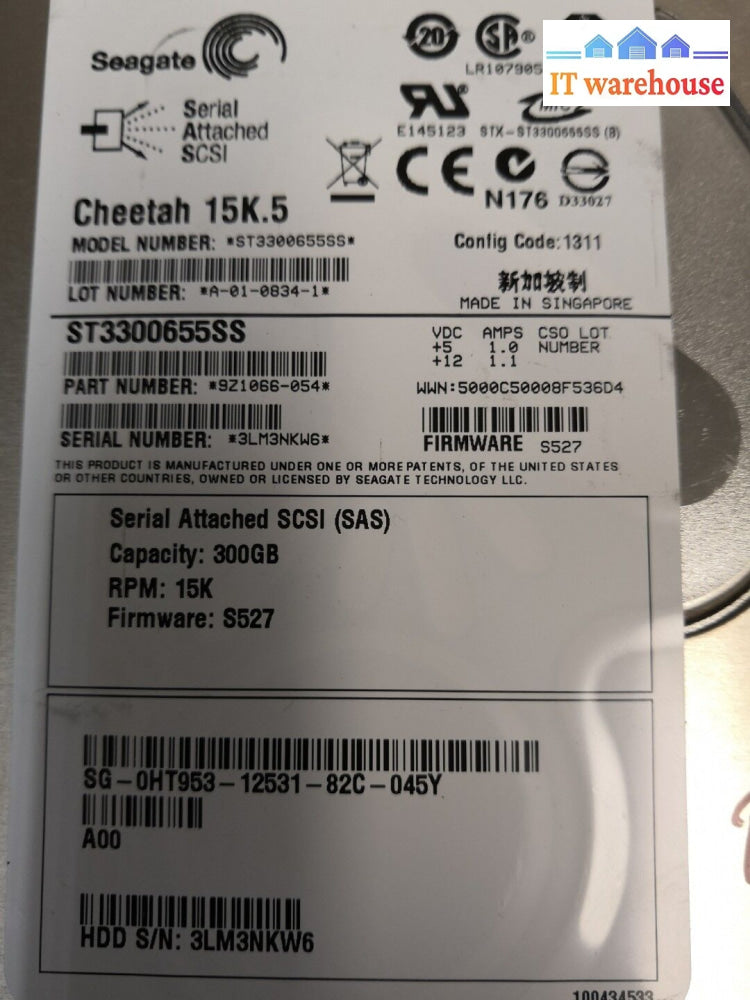 Seagate
20
SA®
LR107905
IT warehouse
E145123 STX-ST3300655SS (B)
Serial
Attached
SCSI
CE
N176 D33027
Cheetah 15K.5
MODEL NUMBER: *ST3300655SS*
Config Code:1311
LOT NUMBER: *A-01-0834-1*
新加坡制
MADE IN SINGAPORE
ST3300655SS
VDC AMPS CSO LOT
+5 1.0 NUMBER
+12 1.1
PART NUMBER: *9Z1066-054*
WWN:5000C50008F536D4
SERIAL NUMBER: *3LM3NKW6*
FIRMWARE S527
THIS PRODUCT IS MANUFACTURED UNDER ONE OR MORE PATENTS, OF THE UNITED STATES
OR OTHER COUNTRIES, OWNED OR LICENSED BY SEAGATE TECHNOLOGY LLC.
Serial Attached SCSI (SAS)
Capacity: 300GB
RPM: 15K
Firmware: S527
SG-0HT953-12531-82C-045Y
A00
HDD S/N: 3LM3NKW6
100434533